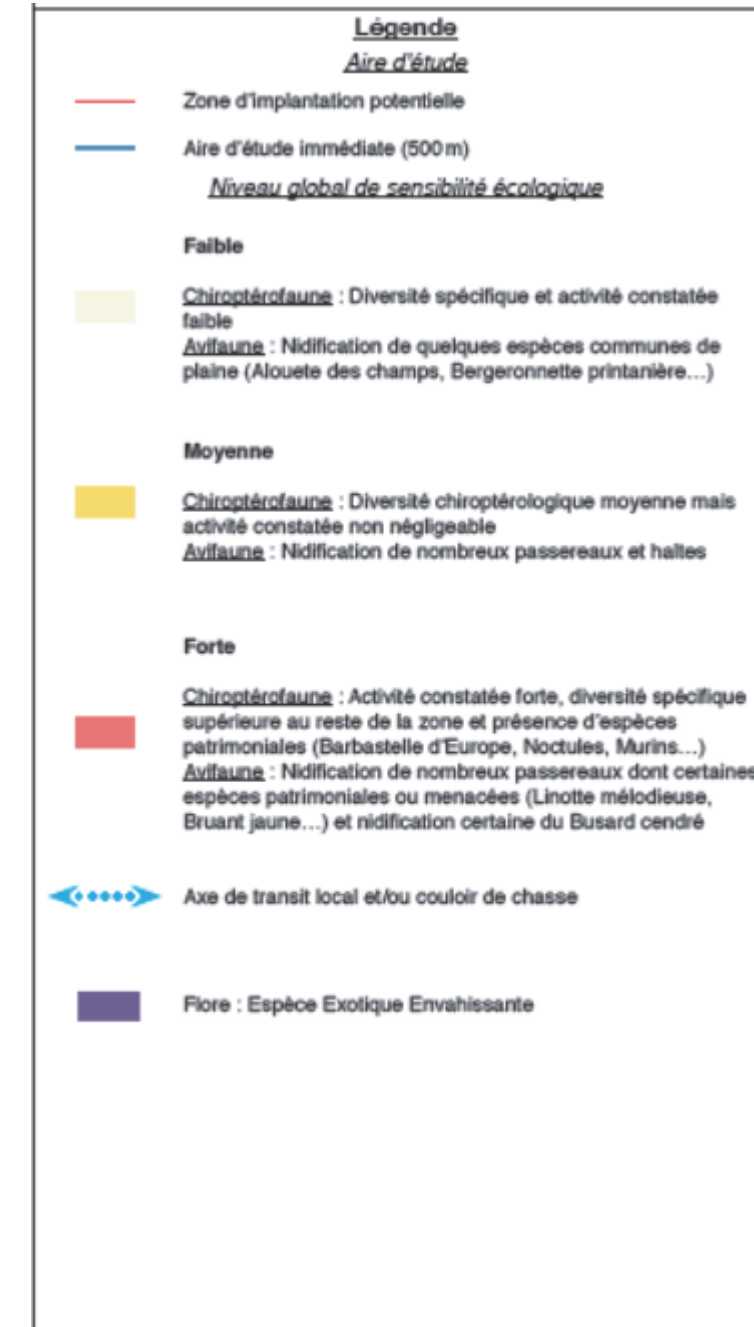 Légende
Aire d'étude
Zone d'implantation potentielle
Aire d'étude immédiate (500 m)
Niveau global de sensibilité écologique
Faible
Chiroptérofaune : Diversité spécifique et activité constatée
faible
Avifaune : Nidification de quelques espèces communes de
plaine (Alouete des champs, Bergeronnette printanière...)
Moyenne
Chiroptérofaune : Diversité chiroptérologique moyenne mais
activité constatée non négligeable
Avifaune : Nidification de nombreux passereaux et haltes
Forte
Chiroptérofaune : Activité constatée forte, diversité spécifique
supérieure au reste de la zone et présence d'espèces
patrimoniales (Barbastelle d'Europe, Noctules, Murins...)
Avifaune : Nidification de nombreux passereaux dont certaines
espèces patrimoniales ou menacées (Linotte mélodieuse,
Bruant jaune...) et nidification certaine du Busard cendré
Axe de transit local et/ou couloir de chasse
Flore : Espèce Exotique Envahissante